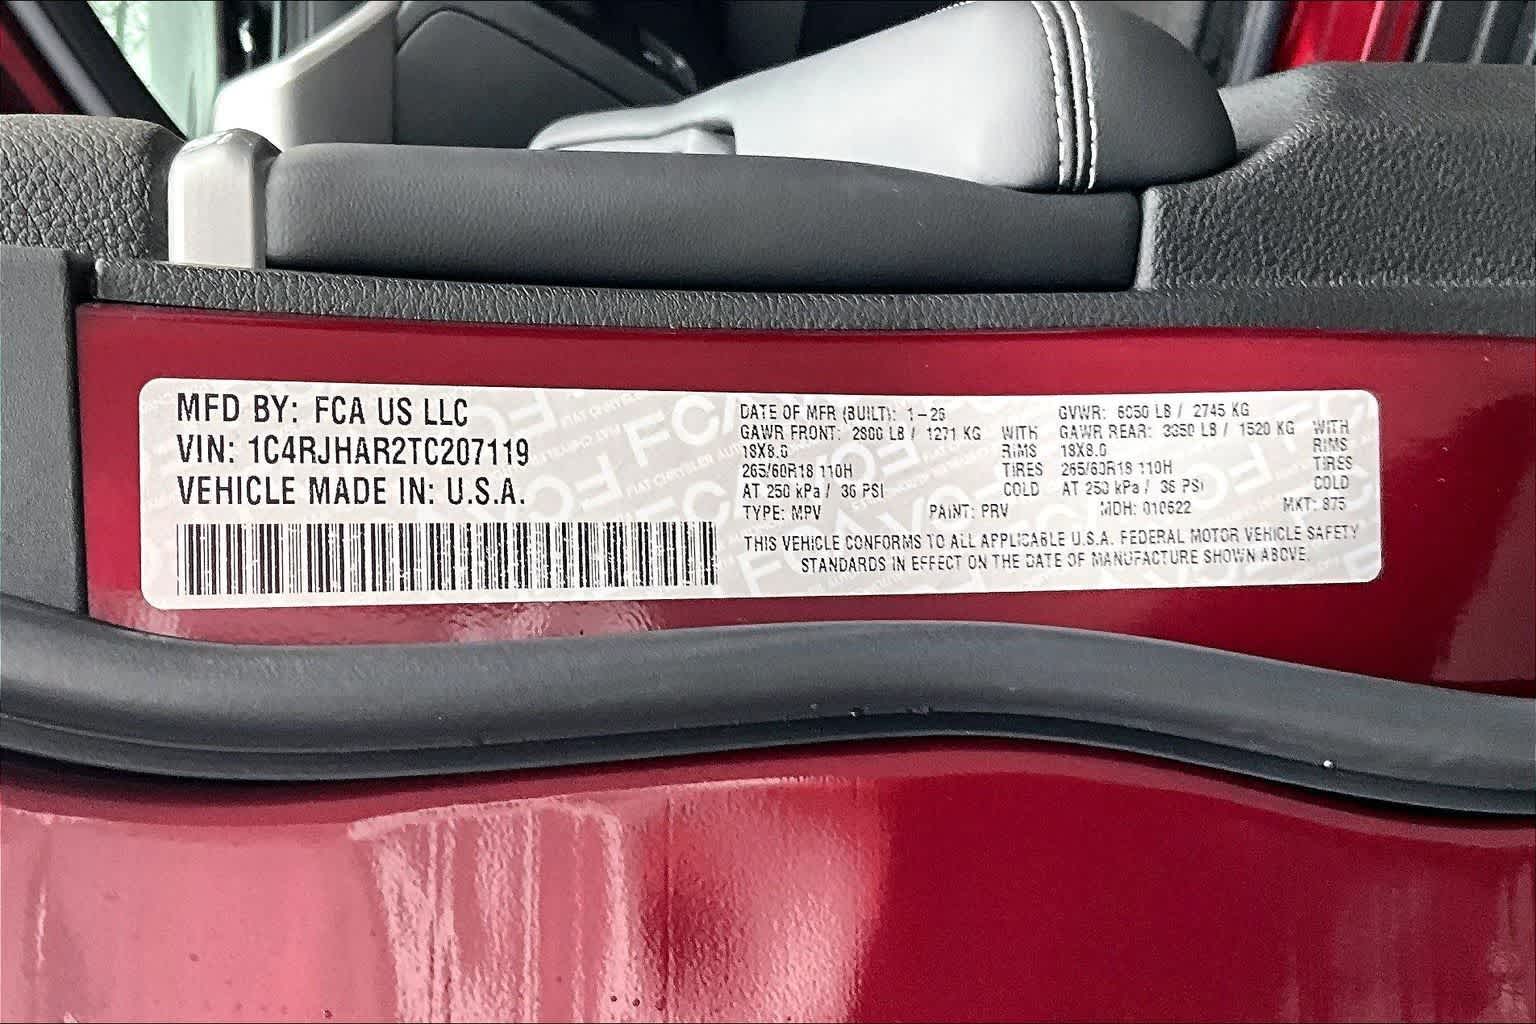 MFD BY: FCA US LLC
VIN: 1C4RJHAR2TC207119
VEHICLE MADE IN: U.S.A.
DATE OF MFR (BUILT): 1-26 GVWR: 6050 LB / 2745 KG
GAWR FRONT: 2800 LB / 1271 KG WITH GAWR REAR: 3350 LB / 1520 KG WITH
18X8.0 RIMS 18X8.0 RIMS
265/60R18 110H TIRES 265/60R18 110H TIRES
AT 250 kPa / 36 PSI COLD AT 250 kPa / 36 PSI COLD
TYPE: MPV PAINT: PRV MDH: 010622 MKT: 875
THIS VEHICLE CONFORMS TO ALL APPLICABLE U.S.A. FEDERAL MOTOR VEHICLE SAFETY
STANDARDS IN EFFECT ON THE DATE OF MANUFACTURE SHOWN ABOVE.